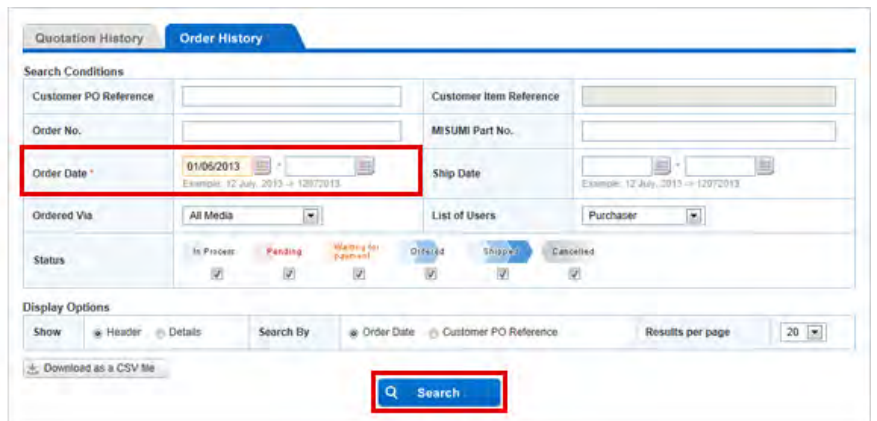 Quotation History Order History
Search Conditions
Customer PO Reference Customer Item Reference
Order No. MISUMI Part No.
Order Date * 01/06/2013 - Ship Date -
Example: 12 July, 2013 -> 12072013 Example: 12 July, 2013 -> 12072013
Ordered Via All Media List of Users Purchaser
Status In Process Pending Waiting for payment Ordered Shipped Cancelled
Display Options
Show Header Details Search By Order Date Customer PO Reference Results per page 20
Download as a CSV file
Search